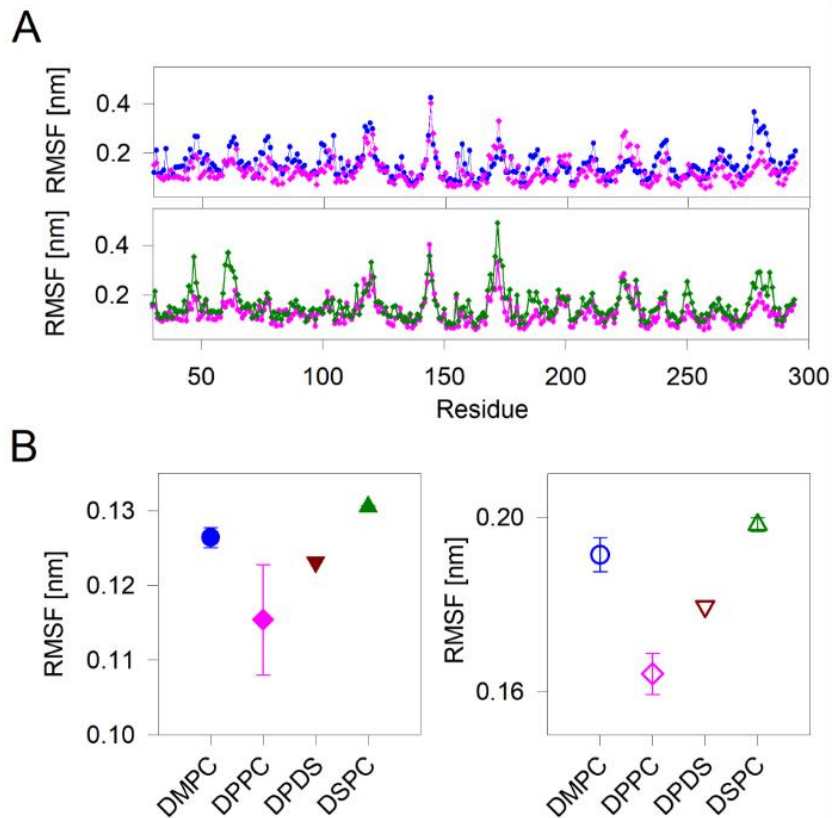 A
RMSF [nm]
0.4
0.2
RMSF [nm]
0.4
0.2
50 100 150 200 250 300
Residue
B
RMSF [nm]
0.13
0.12
0.11
0.10
DMPC DPPC DPDS DSPC
RMSF [nm]
0.20
0.16
DMPC DPPC DPDS DSPC